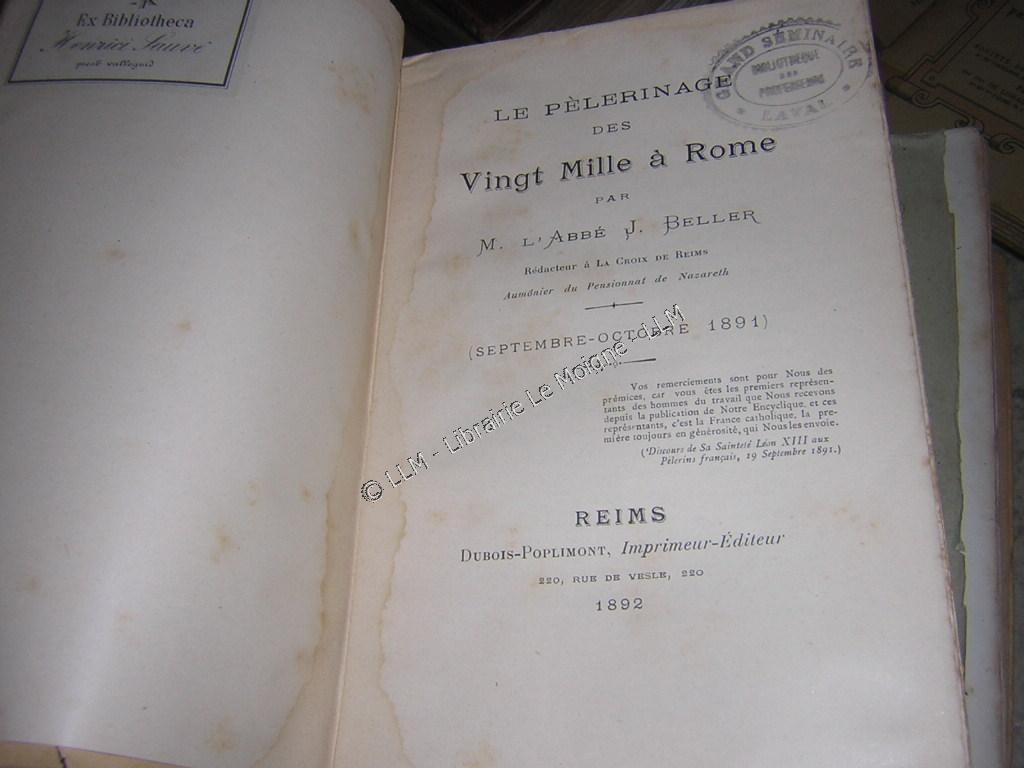 Ex Bibliotheca
Henrici Sauvé
LE PÈLERINAGE
DES
Vingt Mille à Rome
PAR
M. L'ABBÉ J. BELLER
Rédacteur à LA CROIX DE REIMS
Aumônier du Pensionnat de Nazareth
(SEPTEMBRE-OCTOBRE 1891)
Vos remerciements sont pour Nous des
prémices, car vous êtes les premiers représen-
tants des hommes du travail que Nous recevons
depuis la publication de Notre Encyclique, et ces
représentants, c'est la France catholique, la pre-
mière toujours en générosité, qui Nous les envoie.
(Discours de Sa Sainteté Léon XIII aux
Pèlerins français, 19 Septembre 1891.)
REIMS
DUBOIS-POPLIMONT, Imprimeur-Éditeur
220, RUE DE VESLE, 220
1892
GRAND SÉMINAIRE
BIBLIOTHÈQUE
DES
PROFESSEURS
* LAVAL *
© LLM - Librairie Le Moigne - LLM